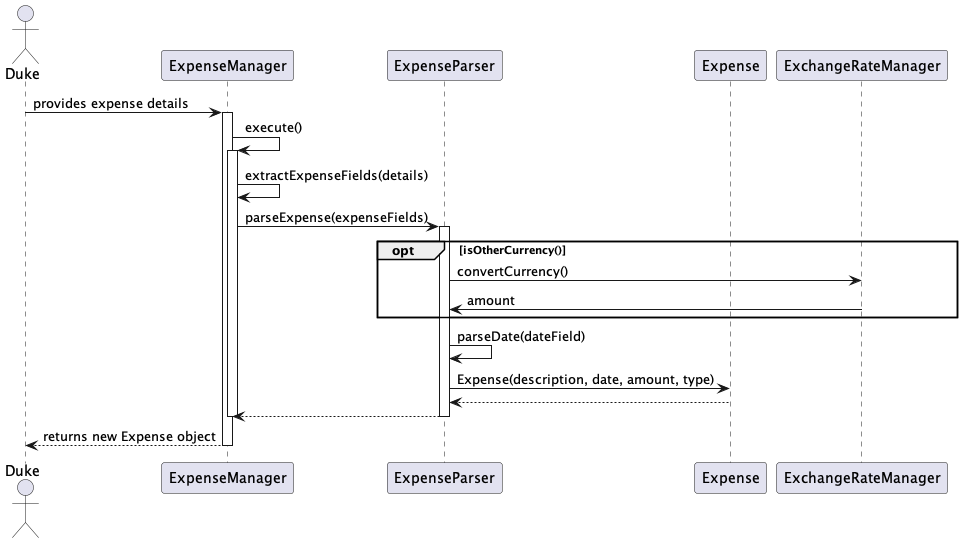 Duke
ExpenseManager
ExpenseParser
Expense
ExchangeRateManager
provides expense details
execute()
extractExpenseFields(details)
parseExpense(expenseFields)
opt
[isOtherCurrency()]
convertCurrency()
amount
parseDate(dateField)
Expense(description, date, amount, type)
returns new Expense object
Duke
ExpenseManager
ExpenseParser
Expense
ExchangeRateManager